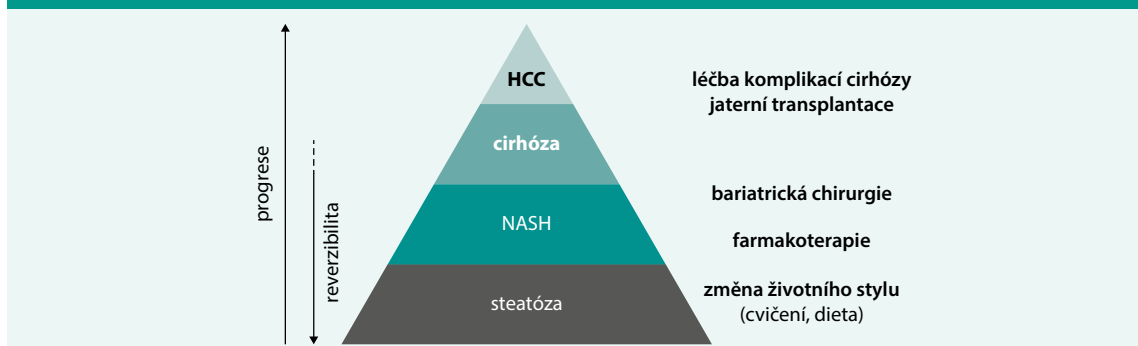 progrese
reverzibilita
HCC
cirhóza
NASH
steatóza
léčba komplikací cirhózy
jaterní transplantace
bariatrická chirurgie
farmakoterapie
změna životního stylu
(cvičení, dieta)